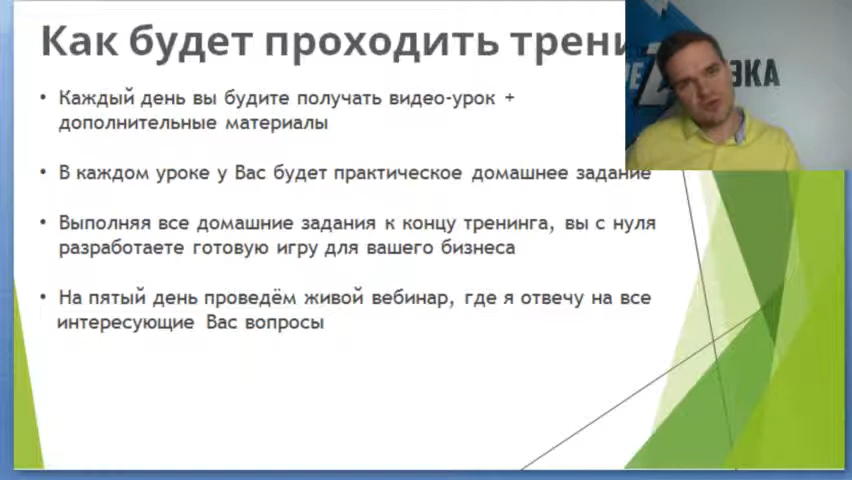 Как будет проходить трени
• Каждый день вы будите получать видео-урок +
дополнительные материалы
• В каждом уроке у Вас будет практическое домашнее задание
• Выполняя все домашние задания к концу тренинга, вы с нуля
разработаете готовую игру для вашего бизнеса
• На пятый день проведём живой вебинар, где я отвечу на все
интересующие Вас вопросы